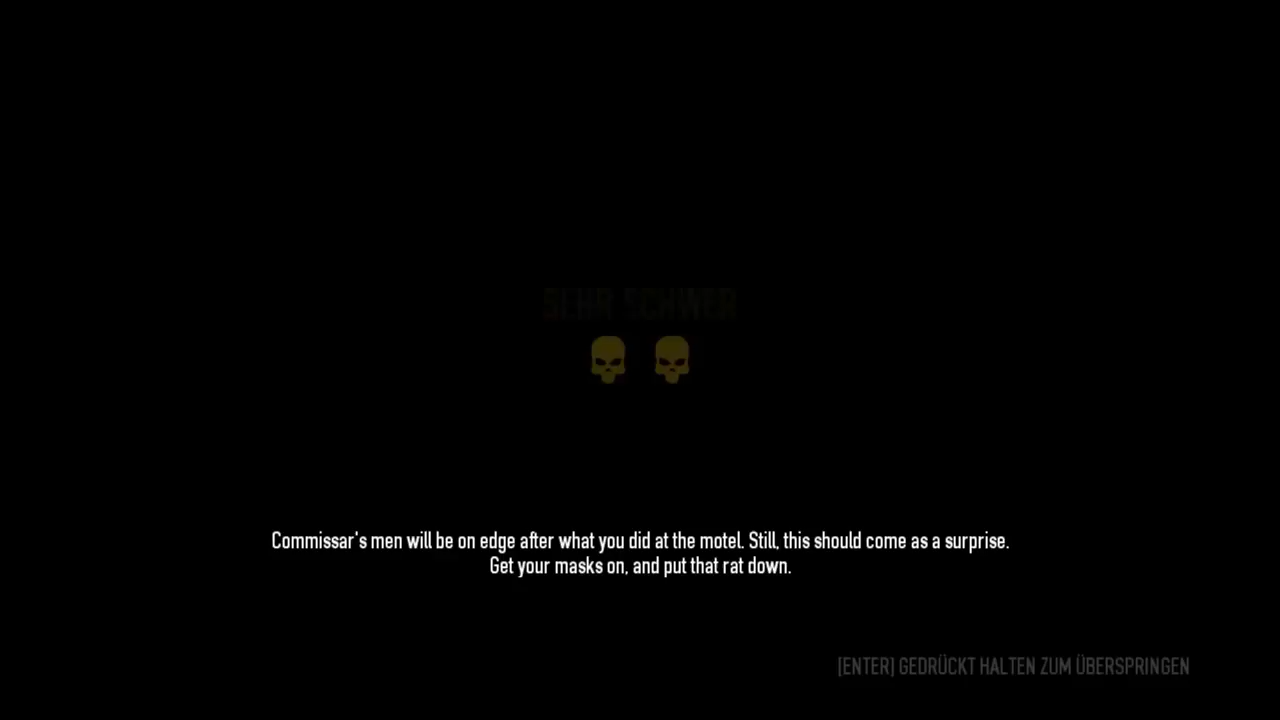 SEHR SCHWER
Commissar's men will be on edge after what you did at the motel. Still, this should come as a surprise.
Get your masks on, and put that rat down.
[ENTER] GEDRÜCKT HALTEN ZUM ÜBERSPRINGEN